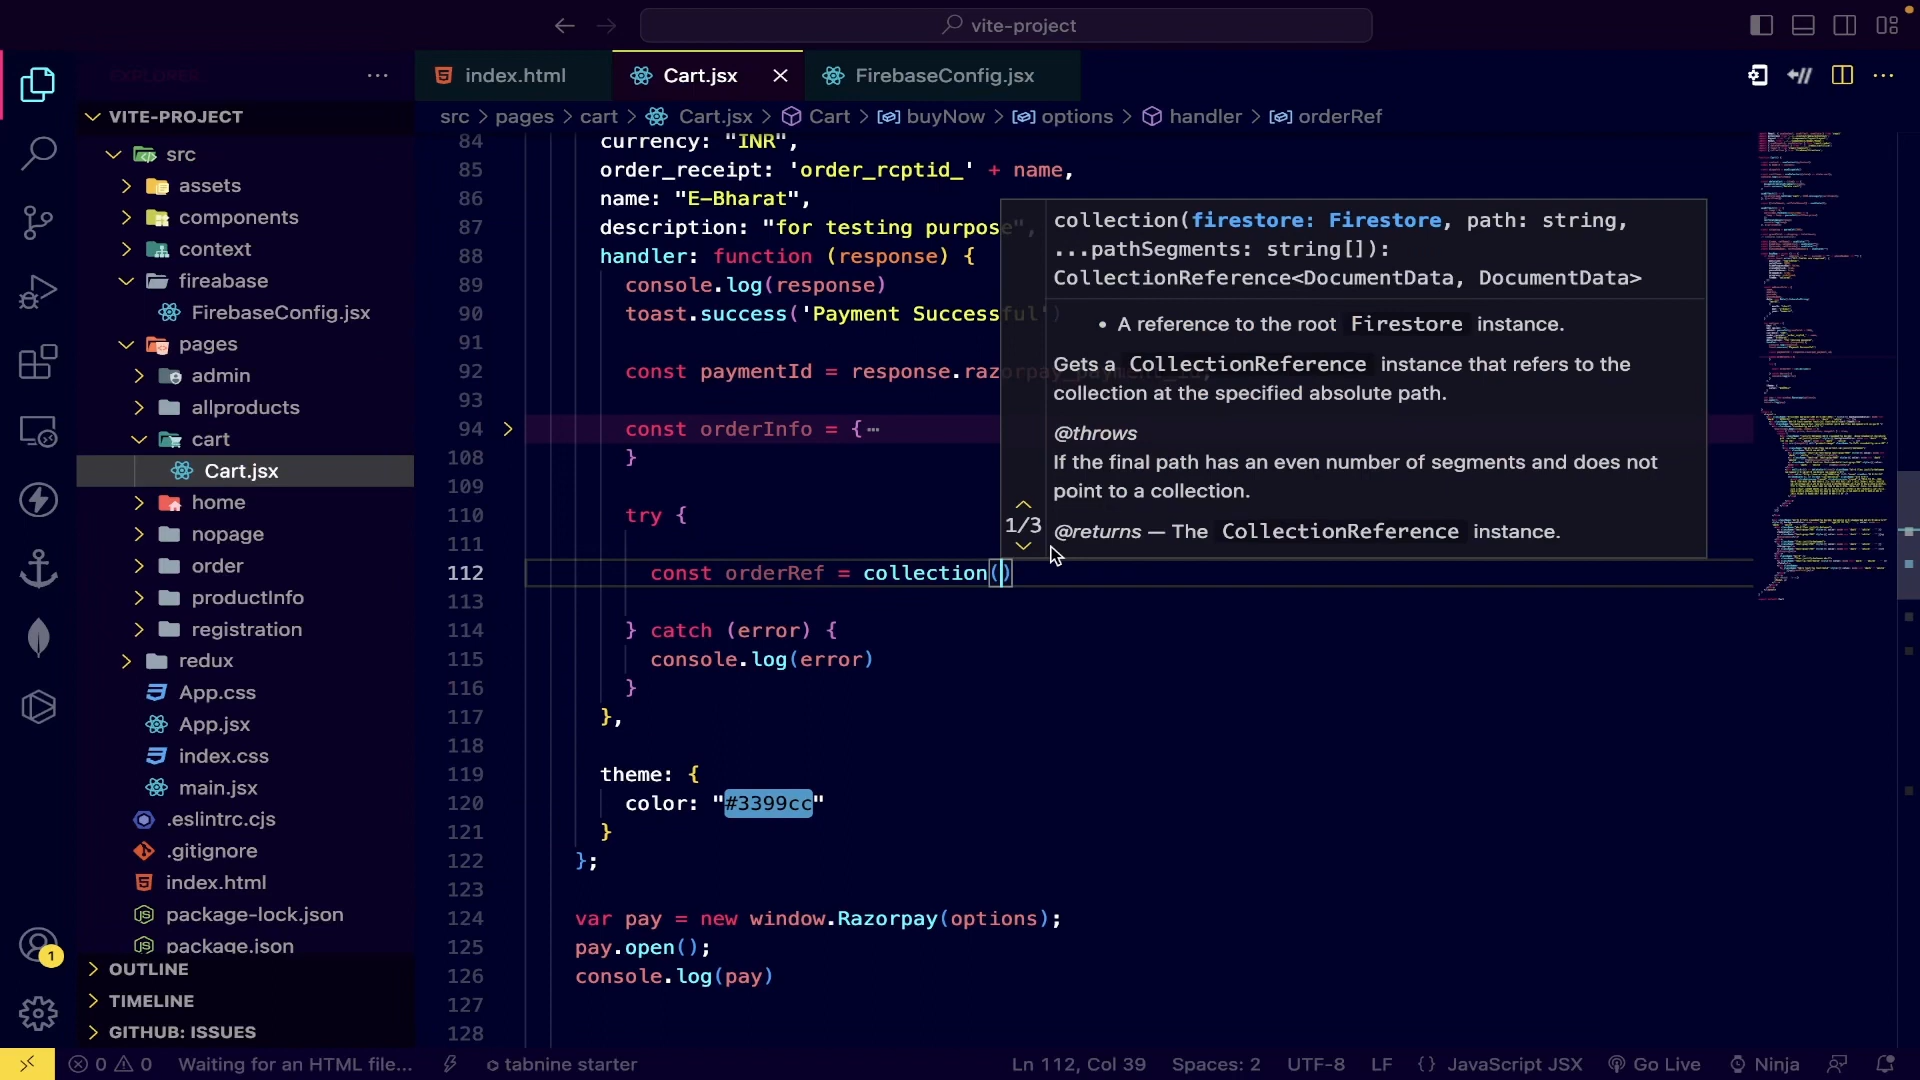 vite-project
EXPLORER
index.html
Cart.jsx
FirebaseConfig.jsx
VITE-PROJECT
src > pages > cart > Cart.jsx > Cart > buyNow > options > handler > orderRef
src
assets
components
context
fireabase
FirebaseConfig.jsx
pages
admin
allproducts
cart
Cart.jsx
home
nopage
order
productInfo
registration
redux
App.css
App.jsx
index.css
main.jsx
.eslintrc.cjs
.gitignore
index.html
package-lock.json
package.json
OUTLINE
TIMELINE
GITHUB: ISSUES
84 currency: "INR",
85 order_receipt: 'order_rcptid_' + name,
86 name: "E-Bharat",
87 description: "for testing purpose",
88 handler: function (response) {
89 console.log(response)
90 toast.success('Payment Successful')
91
92 const paymentId = response.razorpay_payment_id;
93
94 const orderInfo = {⋯
108 }
109
110 try {
111
112 const orderRef = collection()
113
114 } catch (error) {
115 console.log(error)
116 }
117 },
118
119 theme: {
120 color: "#3399cc"
121 }
122 };
123
124 var pay = new window.Razorpay(options);
125 pay.open();
126 console.log(pay)
127
128
collection(firestore: Firestore, path: string,
...pathSegments: string[]):
CollectionReference<DocumentData, DocumentData>
• A reference to the root Firestore instance.
Gets a CollectionReference instance that refers to the
collection at the specified absolute path.
@throws
If the final path has an even number of segments and does not
point to a collection.
1/3
@returns — The CollectionReference instance.
1
0 0 Waiting for an HTML file... tabnine starter Ln 112, Col 39 Spaces: 2 UTF-8 LF {} JavaScript JSX Go Live Ninja